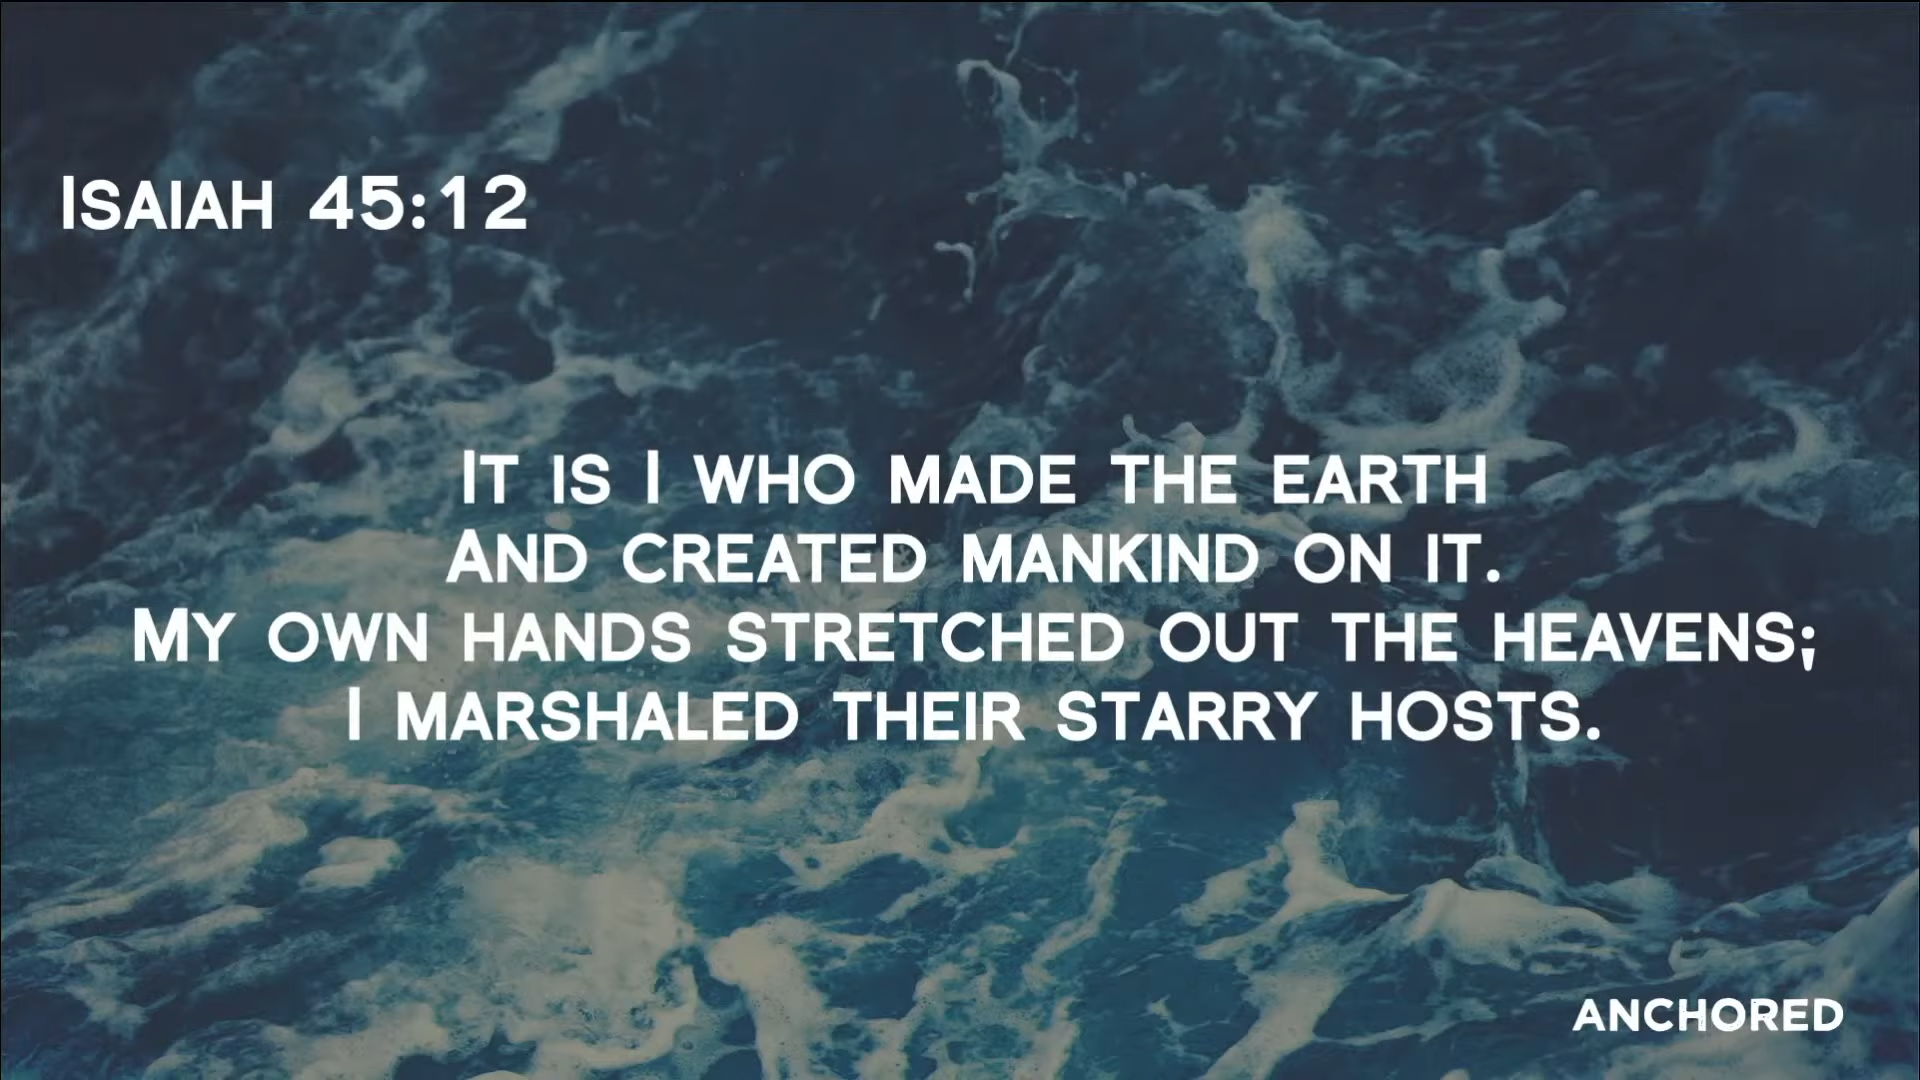 Isaiah 45:12
It is I who made the earth
And created mankind on it.
My own hands stretched out the heavens;
I marshaled their starry hosts.
ANCHORED